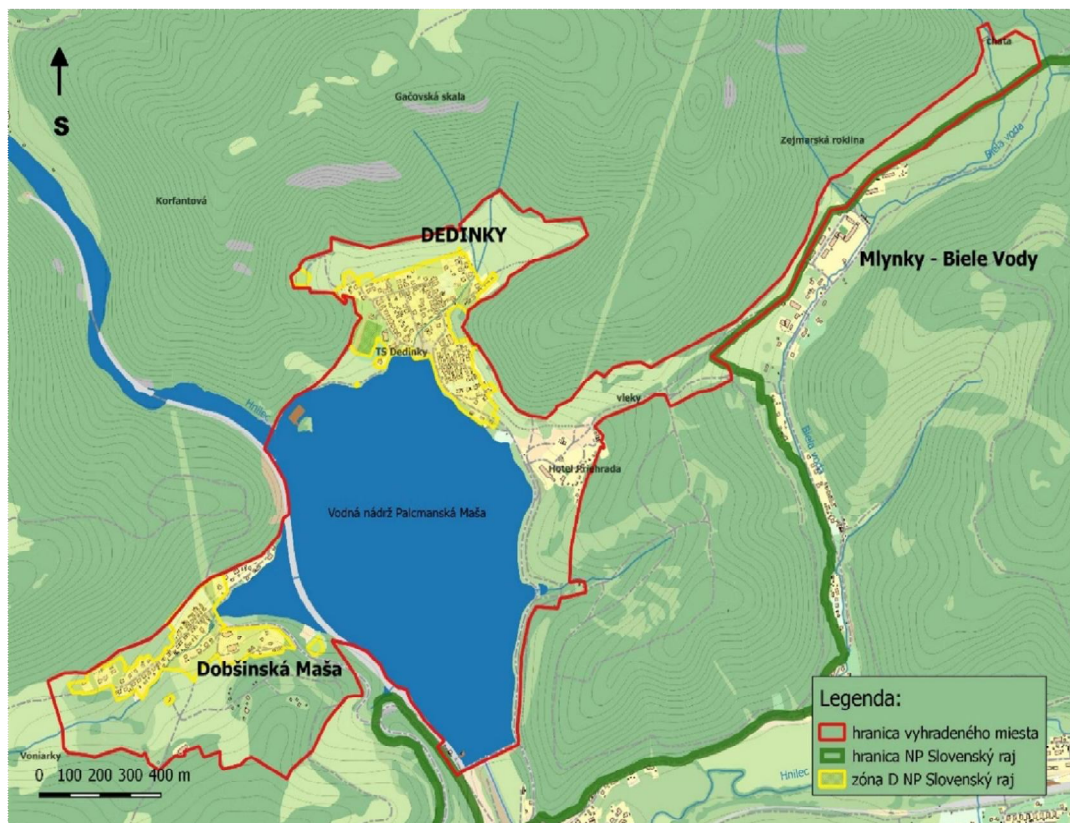 chata
Gačovská skala
S
Zejmarská roklina
Biela voda
Korfantová
DEDINKY
Mlynky - Biele Vody
TS Dedinky
Hnilec
vleky
Biela voda
Hotel Priehrada
Vodná nádrž Palcmanská Maša
Dobšinská Maša
Legenda:
hranica vyhradeného miesta
hranica NP Slovenský raj
zóna D NP Slovenský raj
Voniarky
0 100 200 300 400 m
Hnilec